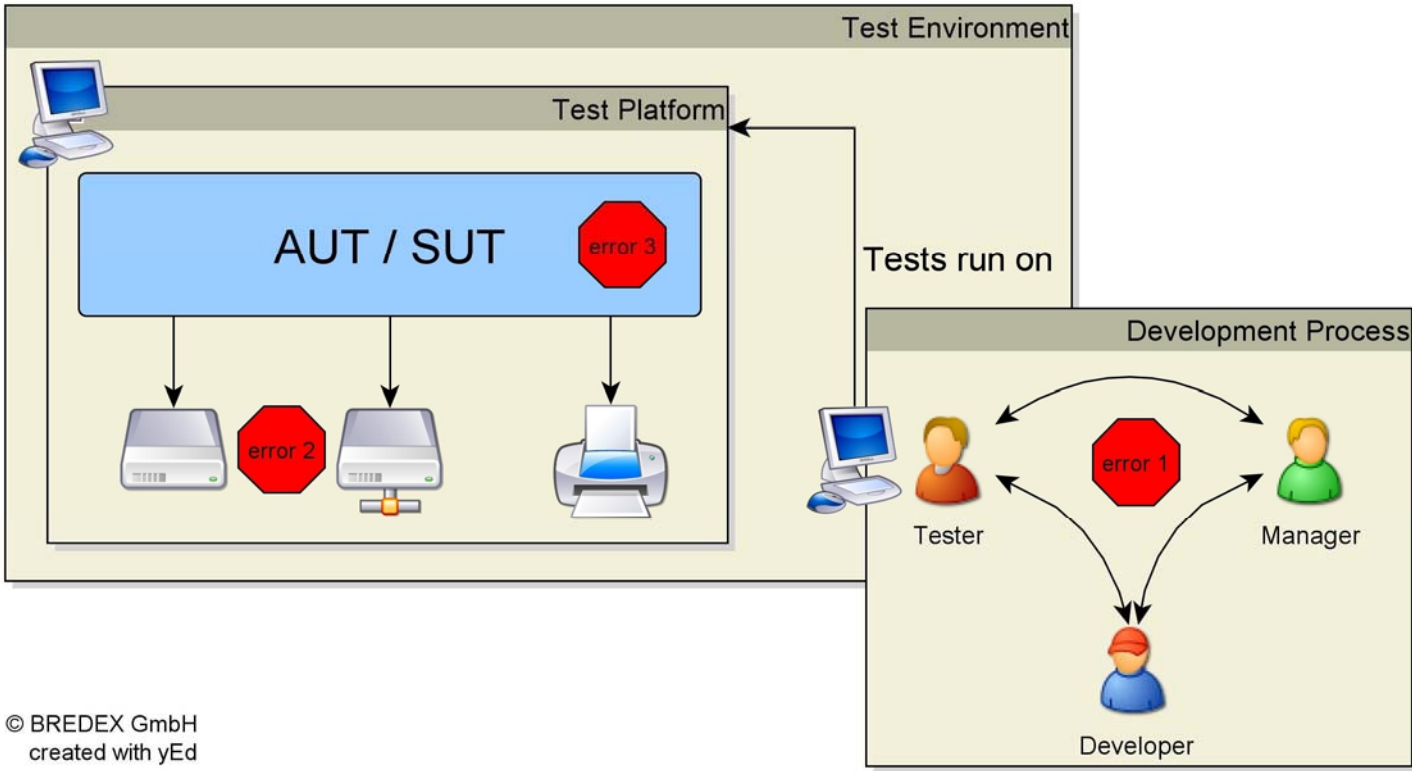 Test Environment
Test Platform
AUT / SUT
error 3
Tests run on
error 2
Development Process
error 1
Tester
Manager
Developer
© BREDEX GmbH
created with yEd